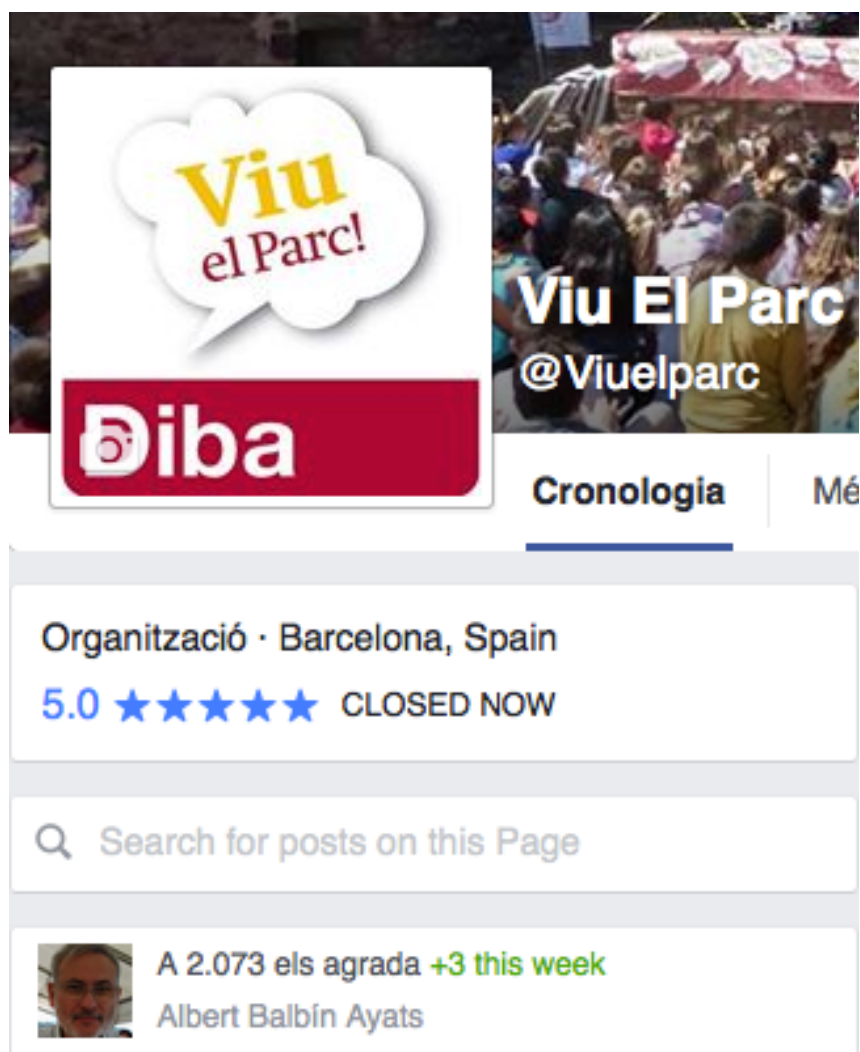 Viu
el Parc!
Diba
Viu El Parc
@Viuelparc
Cronologia
Mé
Organització · Barcelona, Spain
5.0 ★★★★★ CLOSED NOW
Search for posts on this Page
A 2.073 els agrada +3 this week
Albert Balbín Ayats